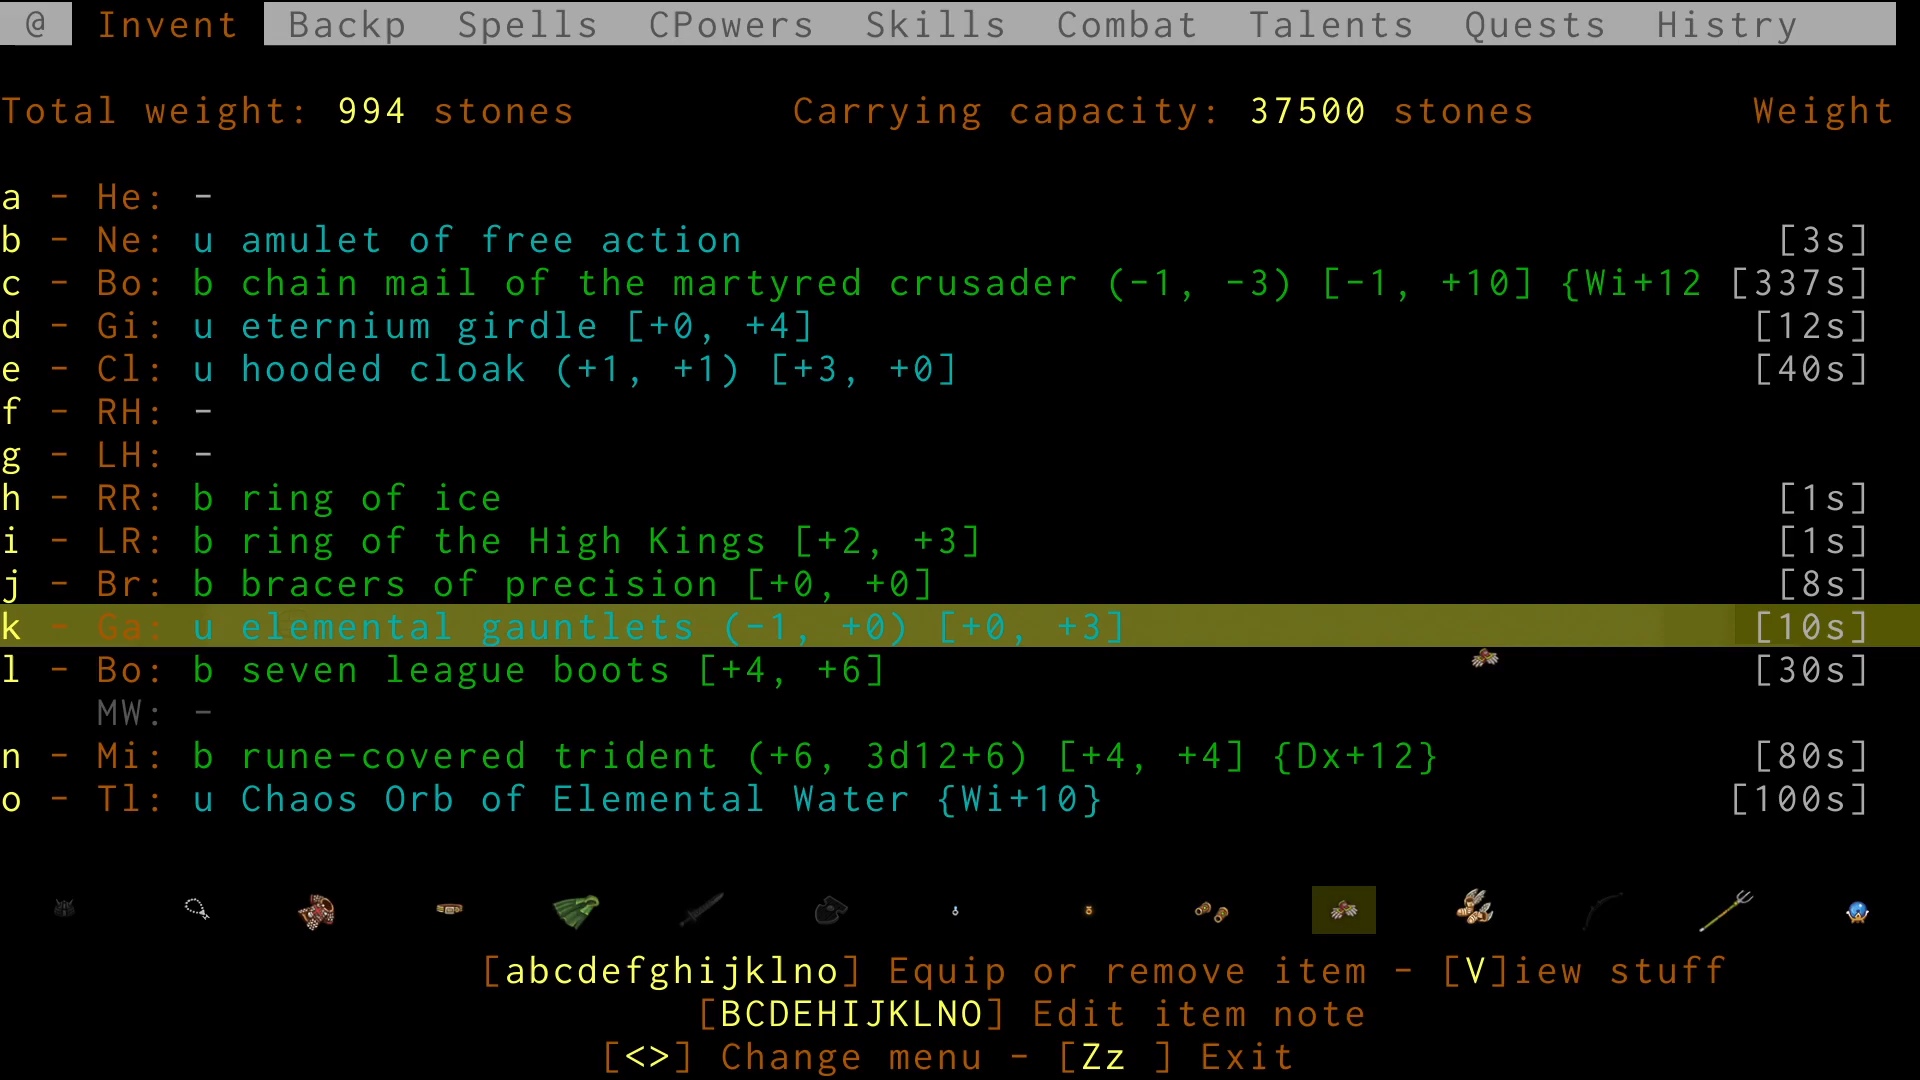 @ Invent Backp Spells CPowers Skills Combat Talents Quests Histry
Total weight: 994 stones Carrying capacity: 37500 stones Weight
a - He: -
b - Ne: u amulet of free action [3s]
c - Bo: b chain mail of the martyred crusader (-1, -3) [-1, +10] {Wi+12 [337s]
d - Gi: u eternium girdle [+0, +4] [12s]
e - Cl: u hooded cloak (+1, +1) [+3, +0] [40s]
f - RH: -
g - LH: -
h - RR: b ring of ice [1s]
i - LR: b ring of the High Kings [+2, +3] [1s]
j - Br: b bracers of precision [+0, +0] [8s]
k - Ga: u elemental gauntlets (-1, +0) [+0, +3] [10s]
l - Bo: b seven league boots [+4, +6] [30s]
MW: -
n - Mi: b rune-covered trident (+6, 3d12+6) [+4, +4] {Dx+12} [80s]
o - Tl: u Chaos Orb of Elemental Water {Wi+10} [100s]
[abcdefghijklno] Equip or remove item - [V]iew stuff
[BCDEHIJKLNO] Edit item note
[<>] Change menu - [Zz ] Exit